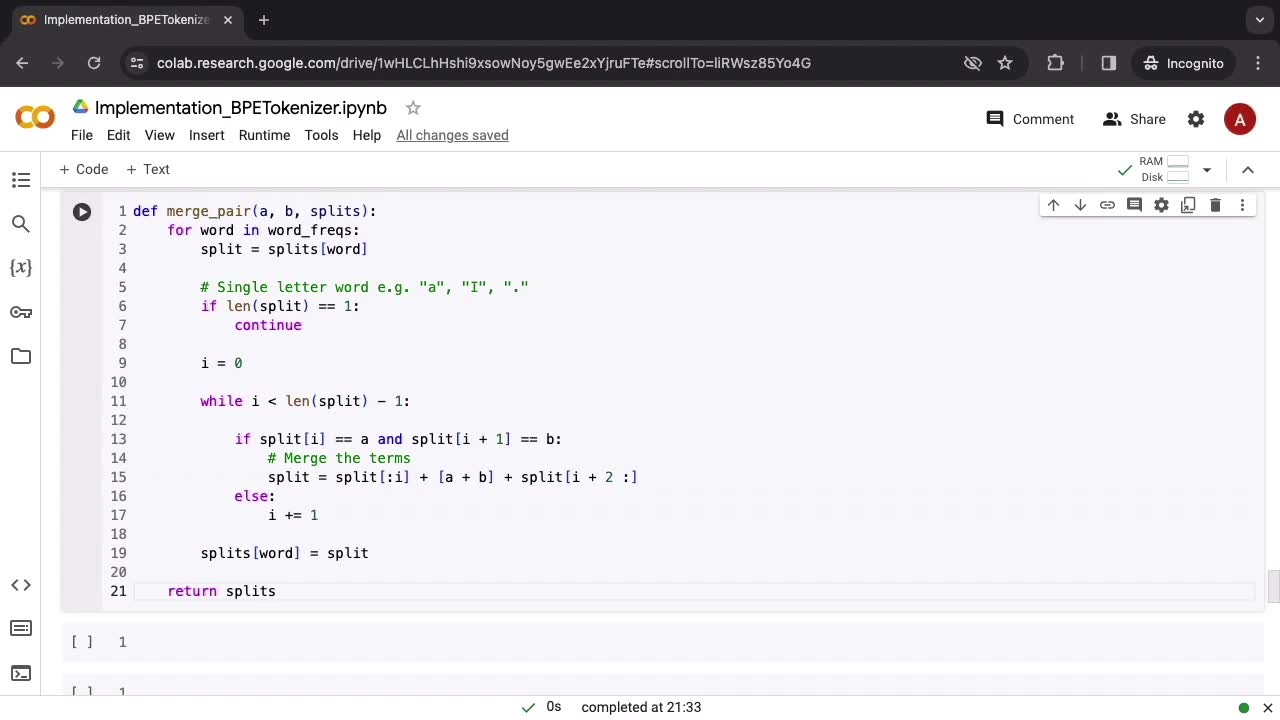 Implementation_BPETokenize
colab.research.google.com/drive/1wHLCLhHshi9xsowNoy5gwEe2xYjruFTe#scrollTo=liRWsz85Yo4G
Incognito
Implementation_BPETokenizer.ipynb
File Edit View Insert Runtime Tools Help All changes saved
Comment
Share
A
+ Code + Text
RAM
Disk
1 def merge_pair(a, b, splits):
2     for word in word_freqs:
3         split = splits[word]
4
5         # Single letter word e.g. "a", "I", "."
6         if len(split) == 1:
7             continue
8
9         i = 0
10
11         while i < len(split) - 1:
12
13             if split[i] == a and split[i + 1] == b:
14                 # Merge the terms
15                 split = split[:i] + [a + b] + split[i + 2 :]
16             else:
17                 i += 1
18
19         splits[word] = split
20
21     return splits
[ ] 1
[ ] 1
0s completed at 21:33